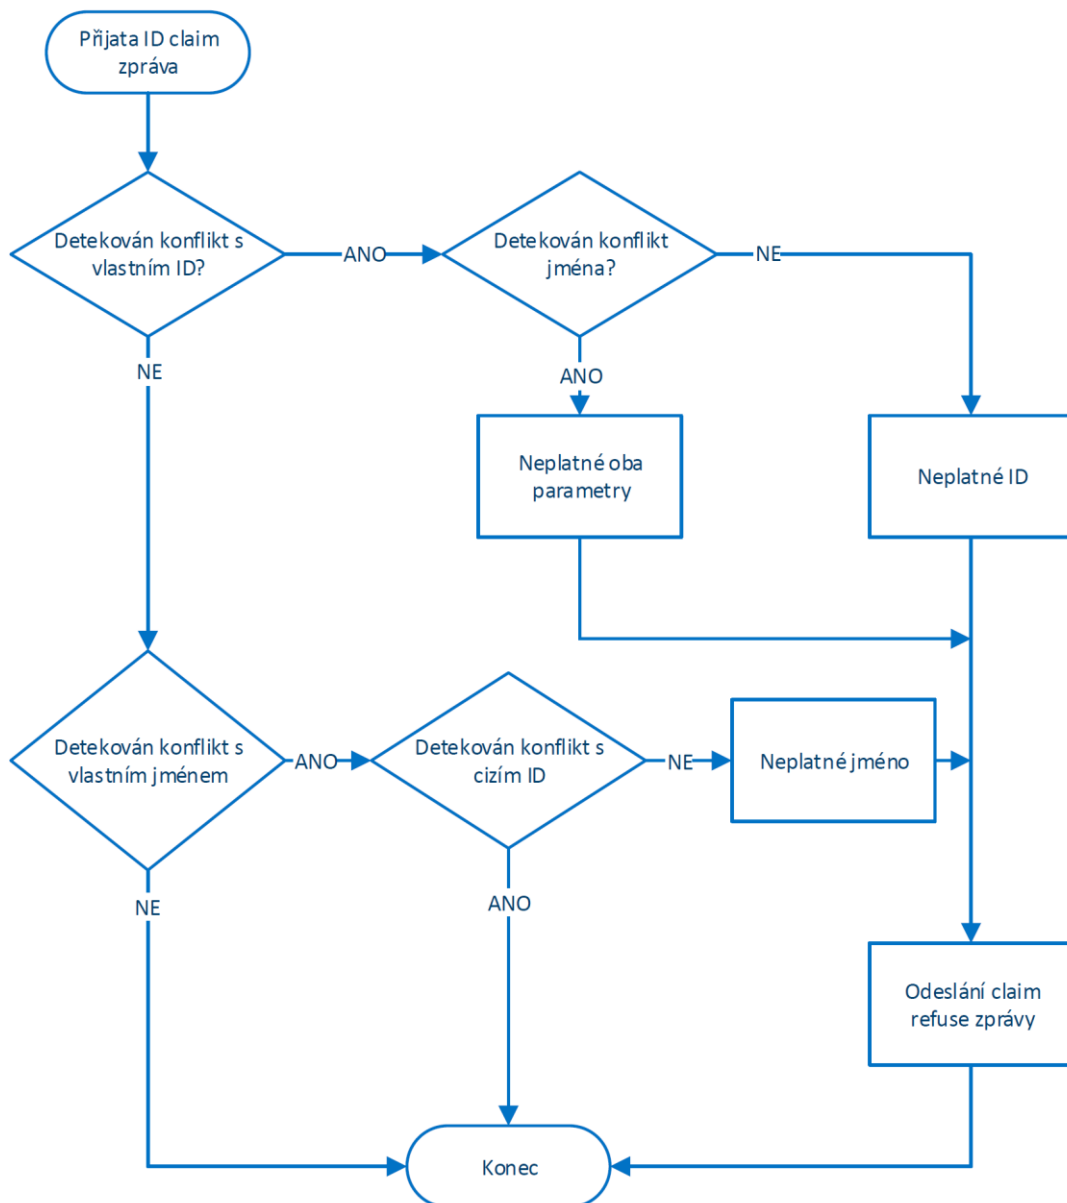 Přijata ID claim
zpráva
Detekován konflikt s
vlastním ID?
ANO
Detekován konflikt
jména?
NE
NE
ANO
Neplatné oba
parametry
Neplatné ID
Detekován konflikt s
vlastním jménem
ANO
Detekován konflikt s
cizím ID
NE
Neplatné jméno
NE
ANO
Odeslání claim
refuse zprávy
Konec